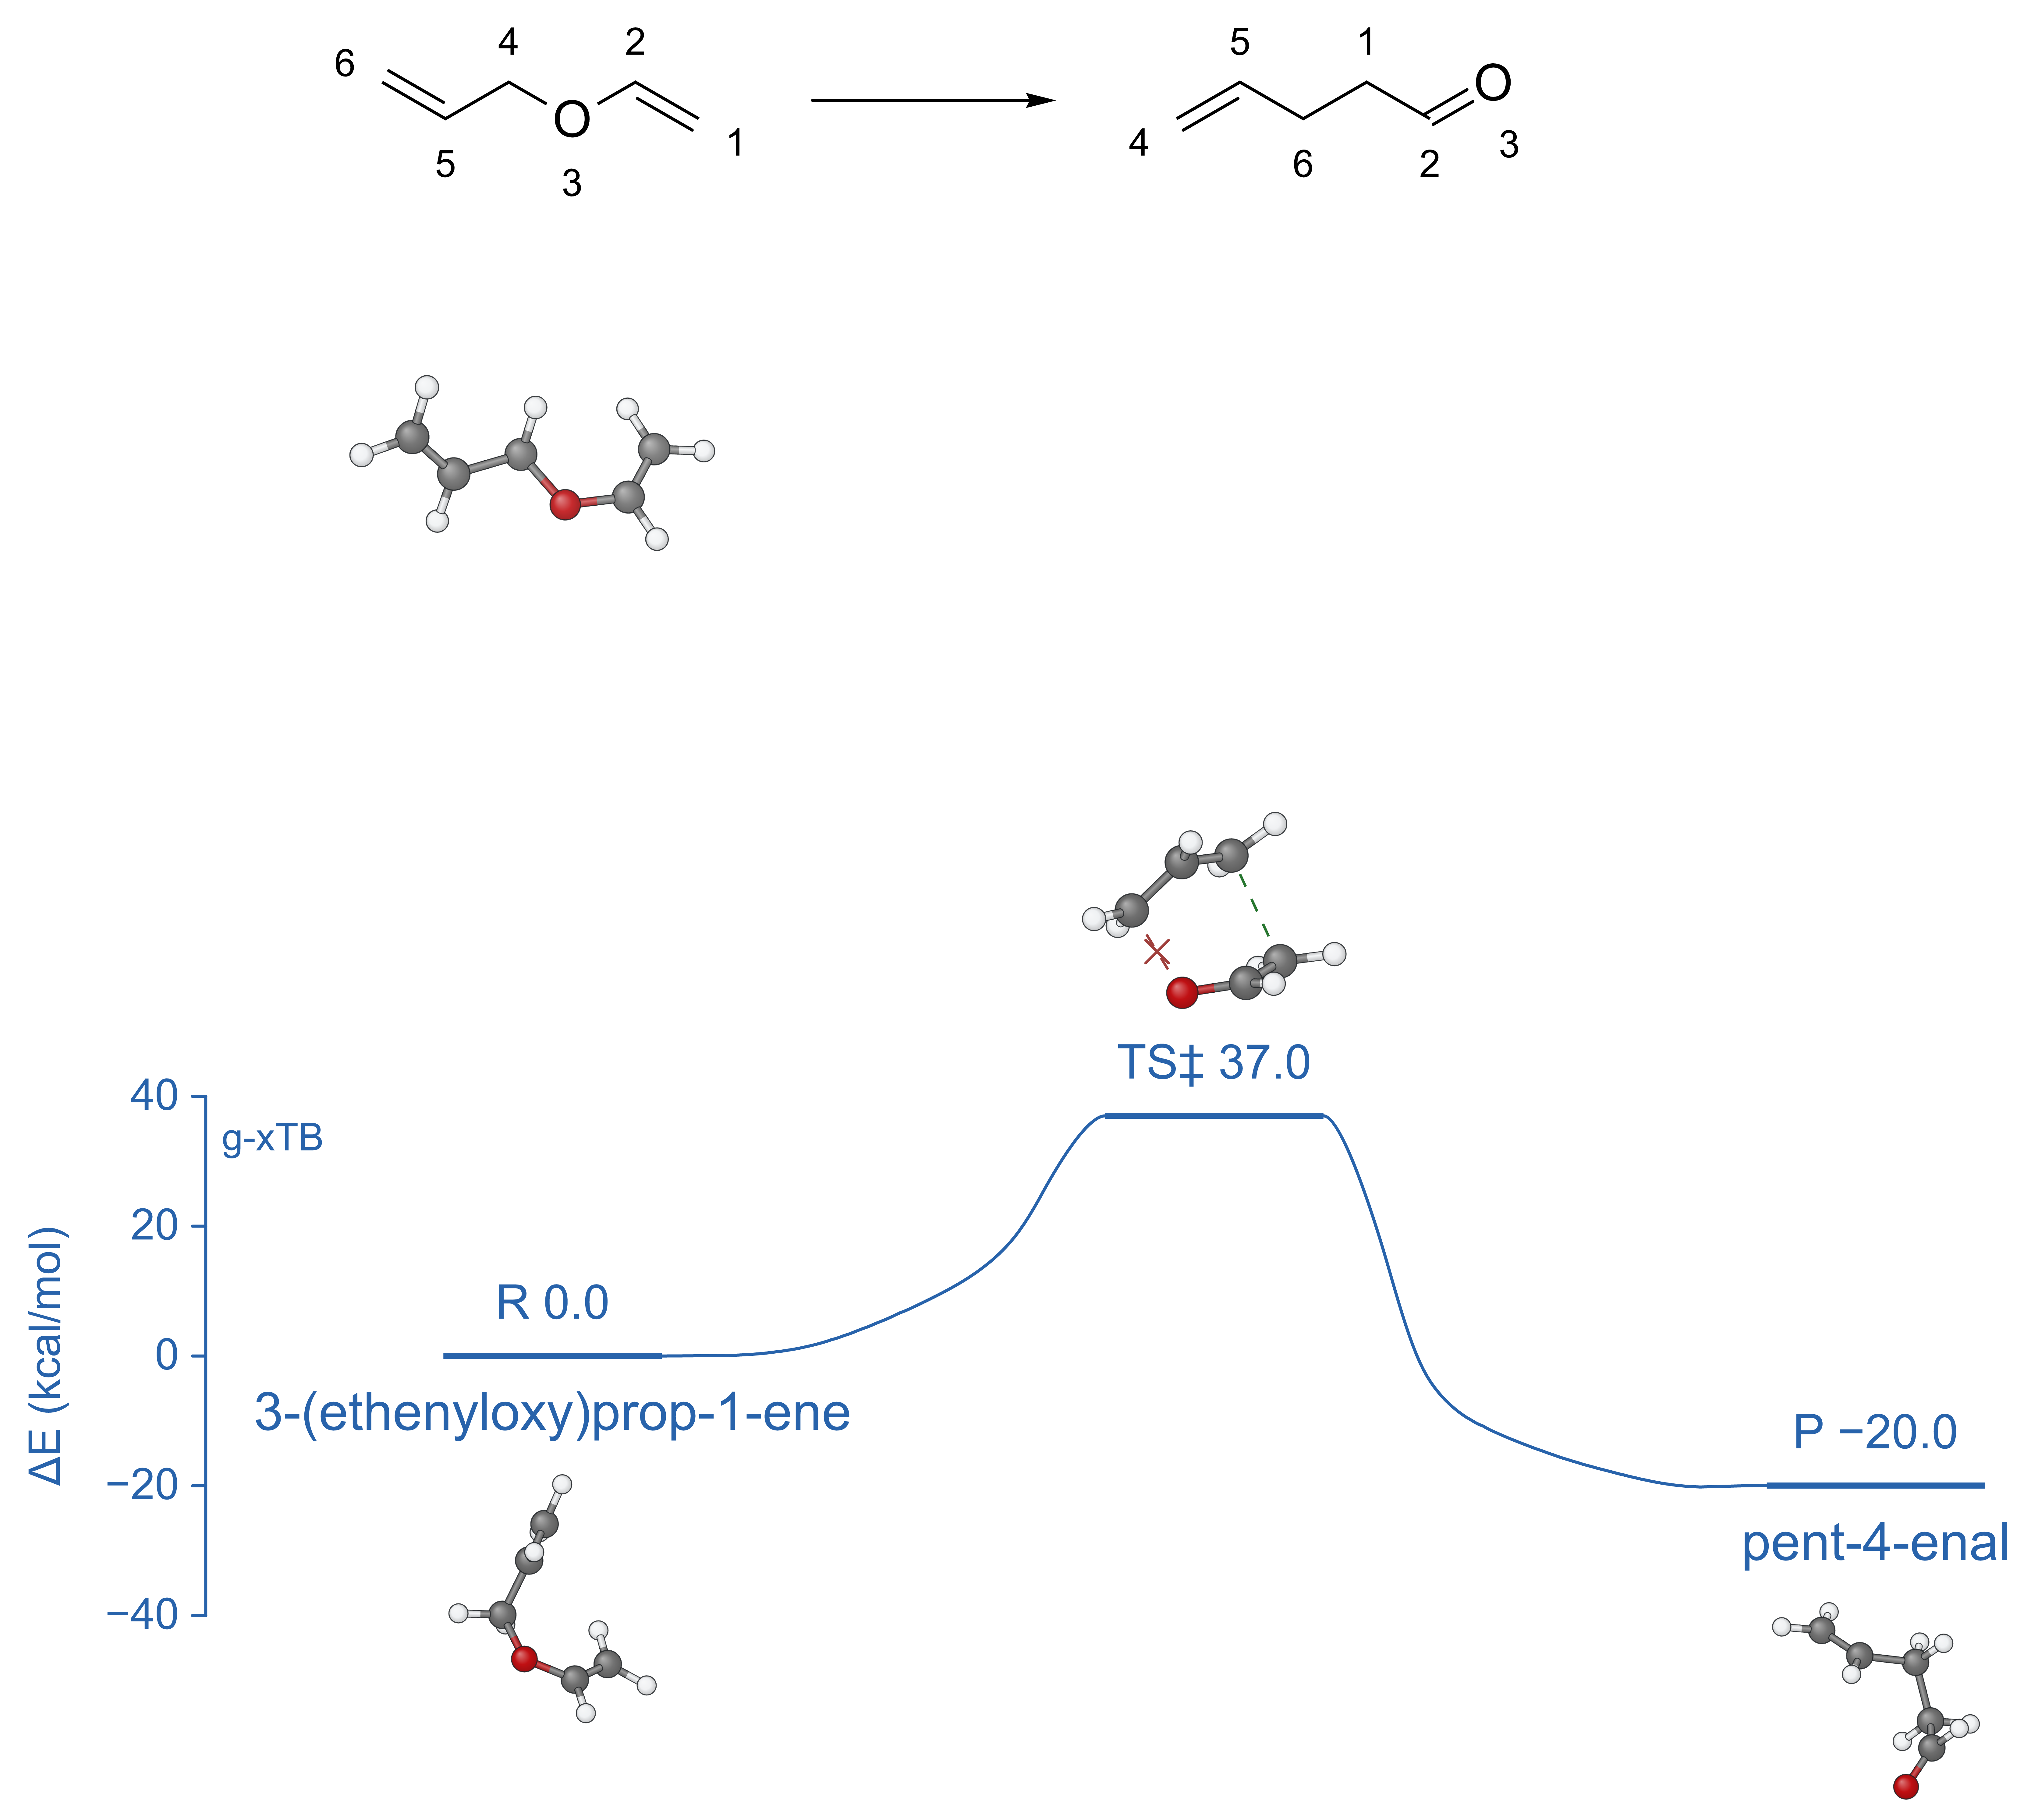 6
4
2
O
5
3
1
5
1
O
4
6
2
3
TS‡ 37.0
40
g-xTB
20
R 0.0
0
3-(ethenyloxy)prop-1-ene
ΔE (kcal/mol)
P −20.0
−20
pent-4-enal
−40